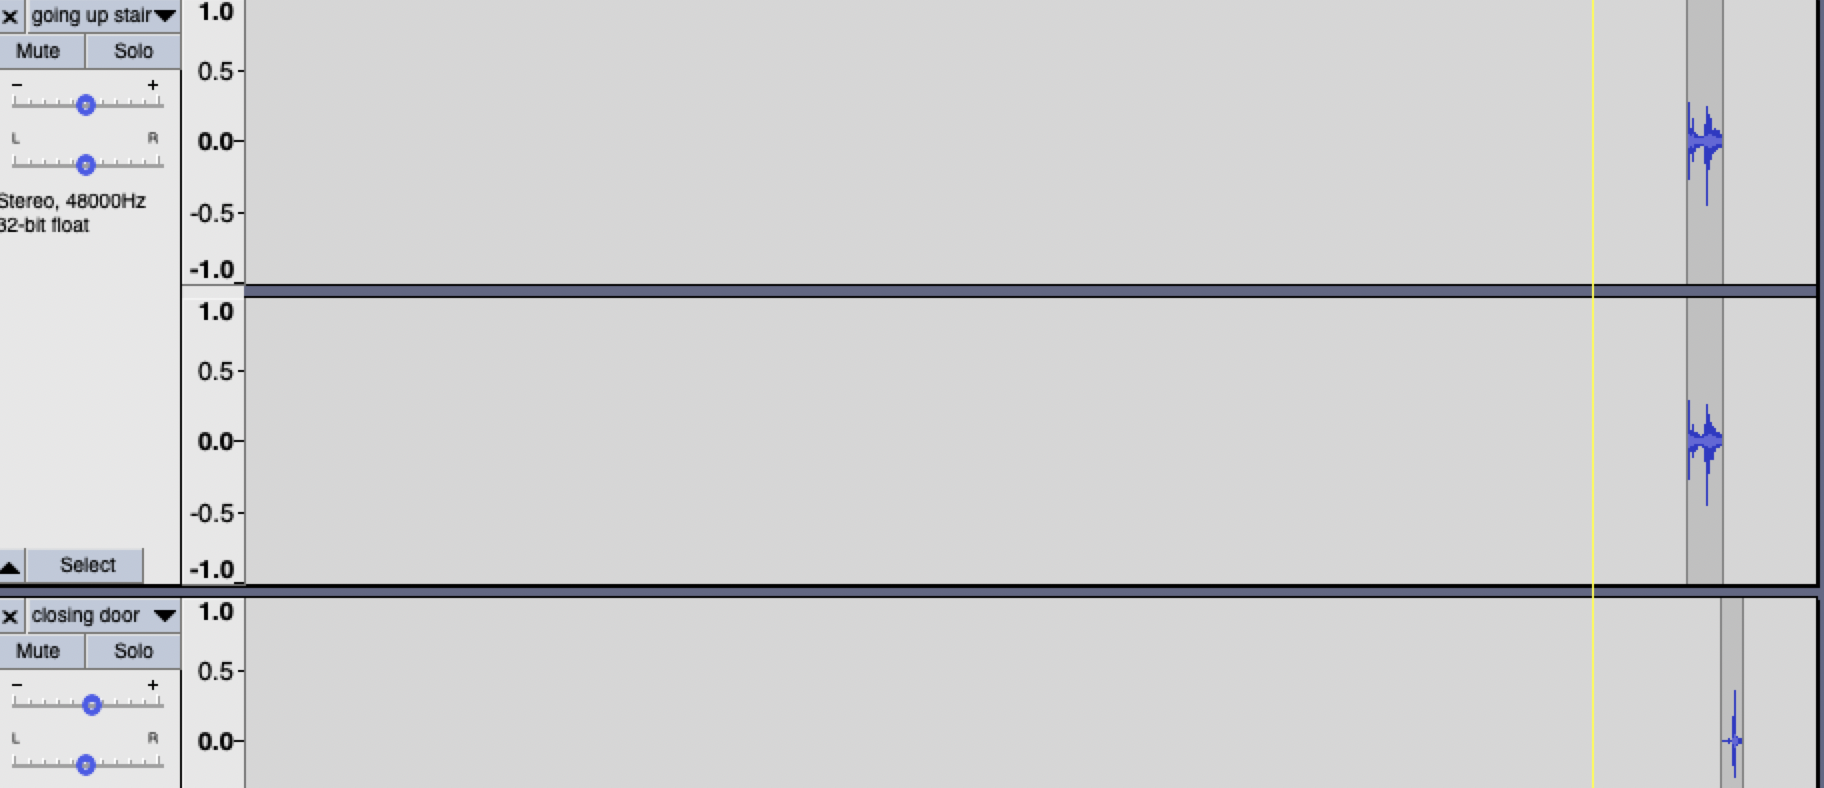 × going up stair
Mute Solo
- +
L R
Stereo, 48000Hz
32-bit float
1.0
0.5
0.0
-0.5
-1.0
1.0
0.5
0.0
-0.5
-1.0
Select
× closing door
Mute Solo
- +
L R
1.0
0.5
0.0